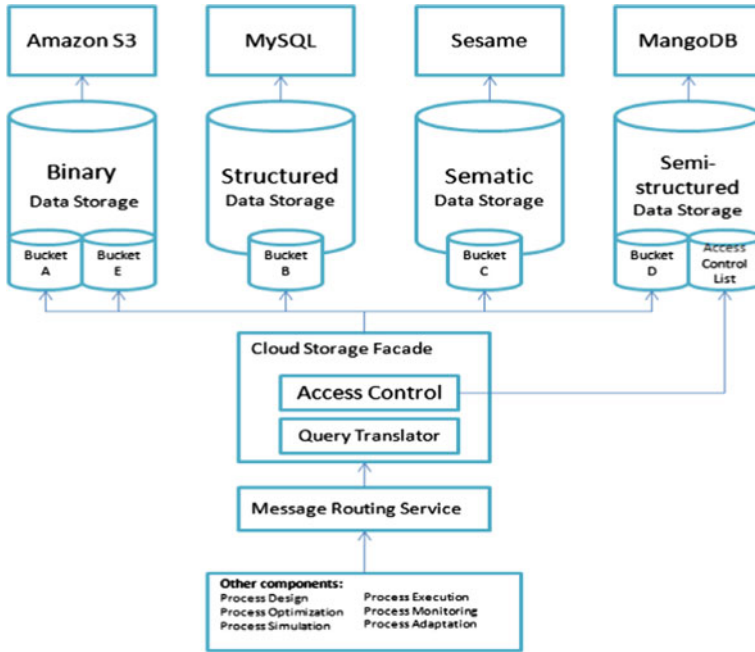 Amazon S3
MySQL
Sesame
MangoDB
Binary
Data Storage
Structured
Data Storage
Sematic
Data Storage
Semi-
structured
Data Storage
Bucket
A
Bucket
E
Bucket
B
Bucket
C
Bucket
D
Access
Control
List
Cloud Storage Facade
Access Control
Query Translator
Message Routing Service
Other components:
Process Design
Process Optimization
Process Simulation
Process Execution
Process Monitoring
Process Adaptation